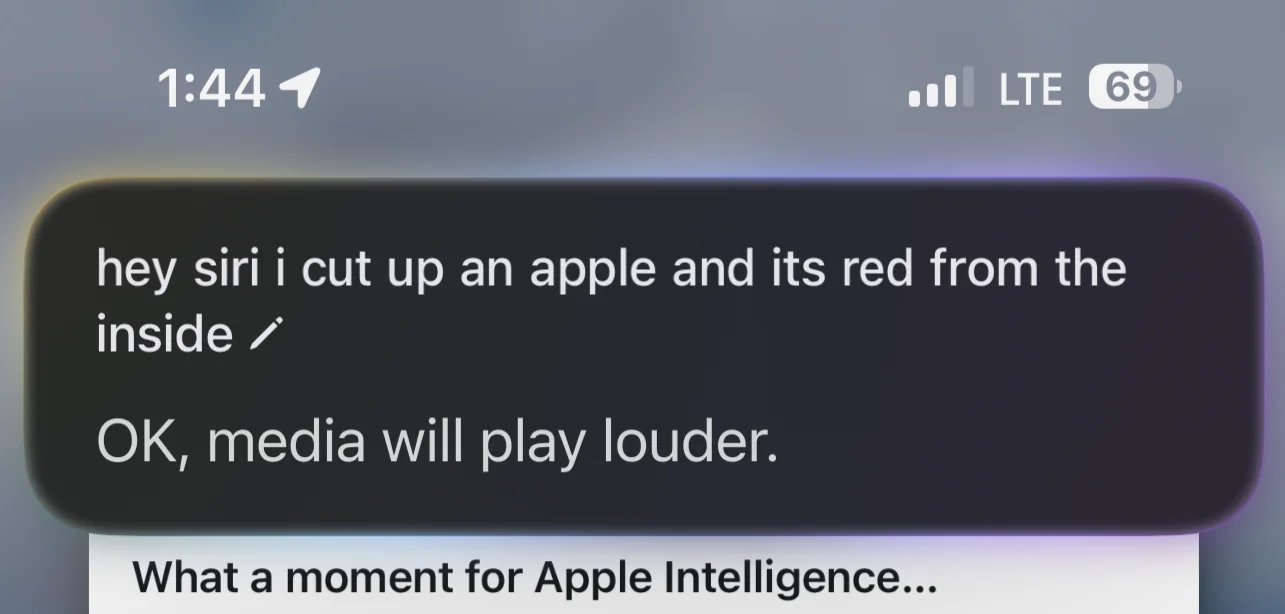 1:44
LTE
69
hey siri i cut up an apple and its red from the
inside
OK, media will play louder.
What a moment for Apple Intelligence...